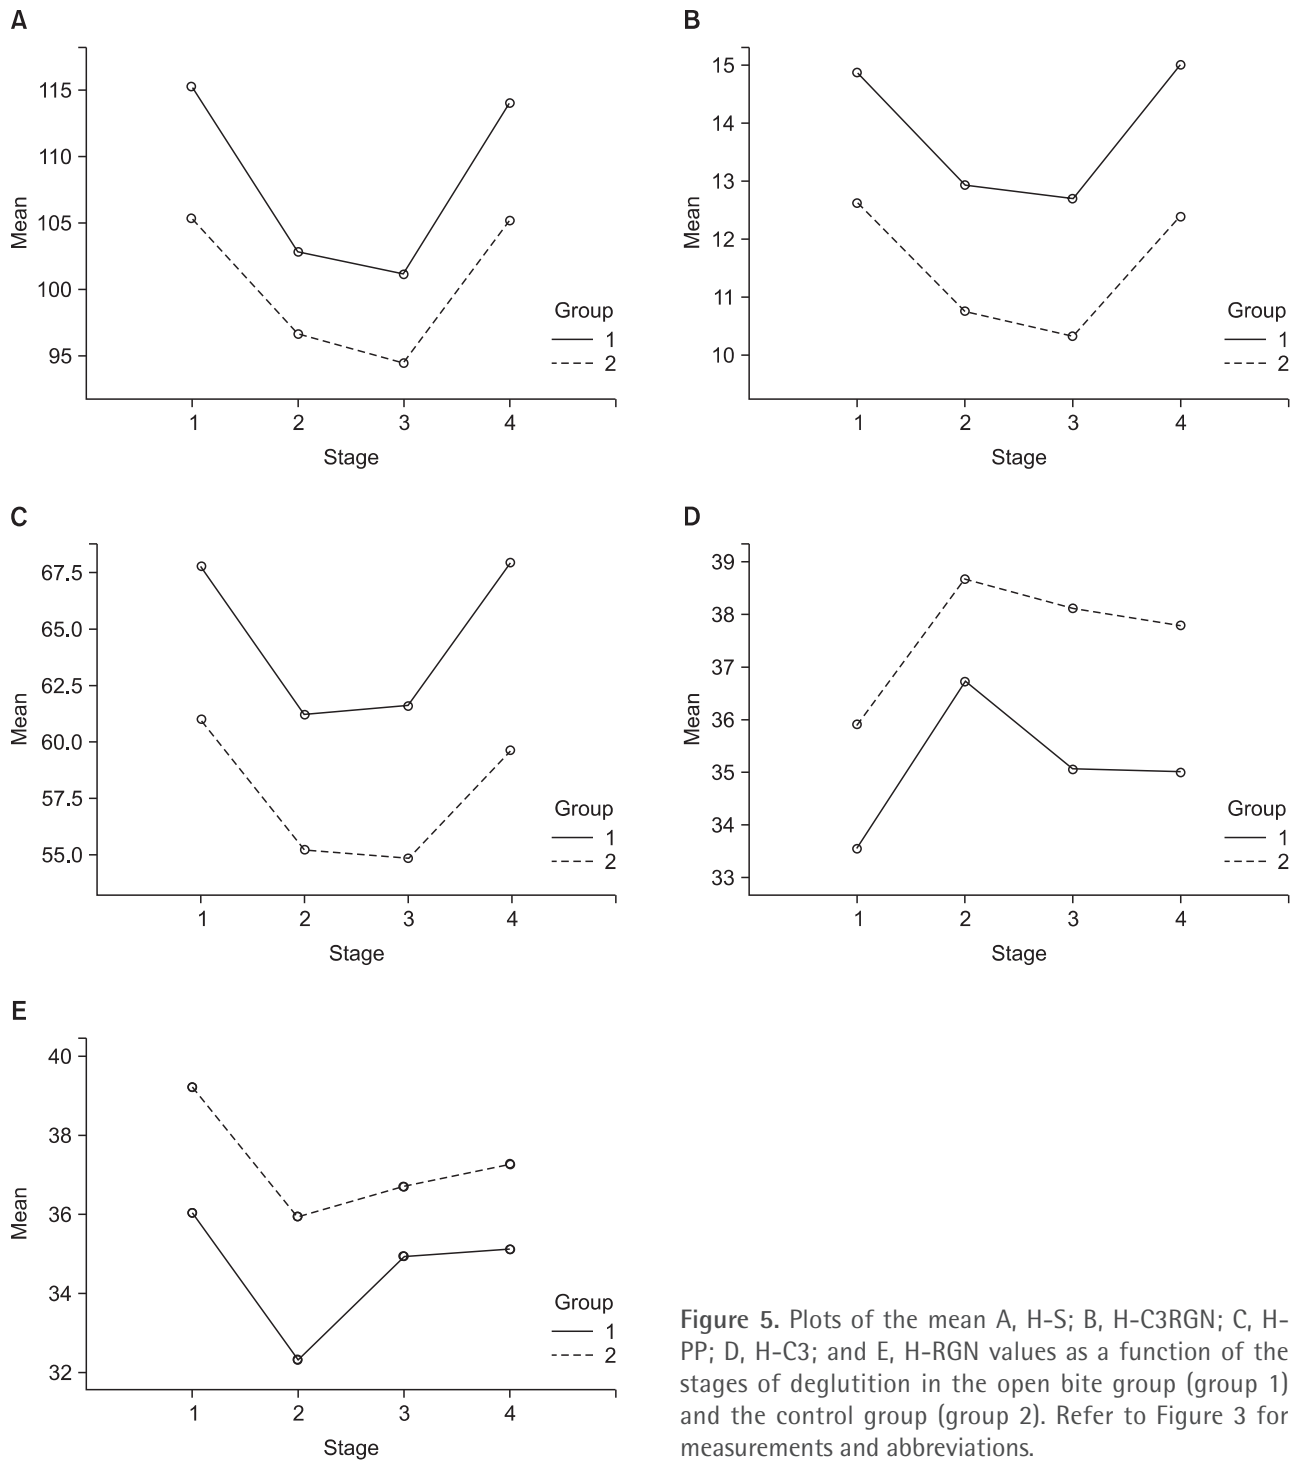 A
Mean
115
110
105
100
95
1 2 3 4
Stage
Group
1
2
B
Mean
15
14
13
12
11
10
1 2 3 4
Stage
Group
1
2
C
Mean
67.5
65.0
62.5
60.0
57.5
55.0
1 2 3 4
Stage
Group
1
2
D
Mean
39
38
37
36
35
34
33
1 2 3 4
Stage
Group
1
2
E
Mean
40
38
36
34
32
1 2 3 4
Stage
Group
1
2
Figure 5. Plots of the mean A, H-S; B, H-C3RGN; C, H-
PP; D, H-C3; and E, H-RGN values as a function of the
stages of deglutition in the open bite group (group 1)
and the control group (group 2). Refer to Figure 3 for
measurements and abbreviations.